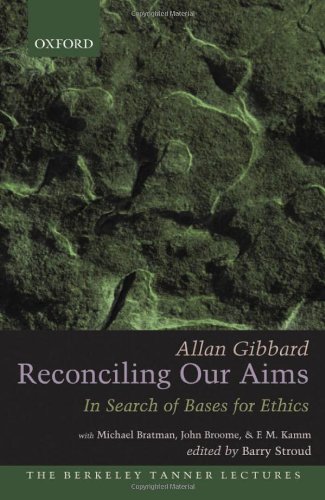 OXFORD
Allan Gibbard
Reconciling Our Aims
In Search of Bases for Ethics
with Michael Bratman, John Broome, & F. M. Kamm
edited by Barry Stroud
THE BERKELEY TANNER LECTURES